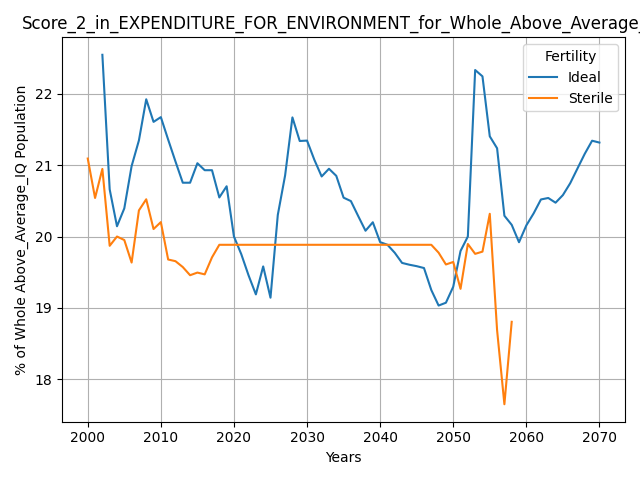 Score_2_in_EXPENDITURE_FOR_ENVIRONMENT_for_Whole_Above_Average_
Fertility
Ideal
Sterile
% of Whole Above_Average_IQ Population
22
21
20
19
18
2000 2010 2020 2030 2040 2050 2060 2070
Years